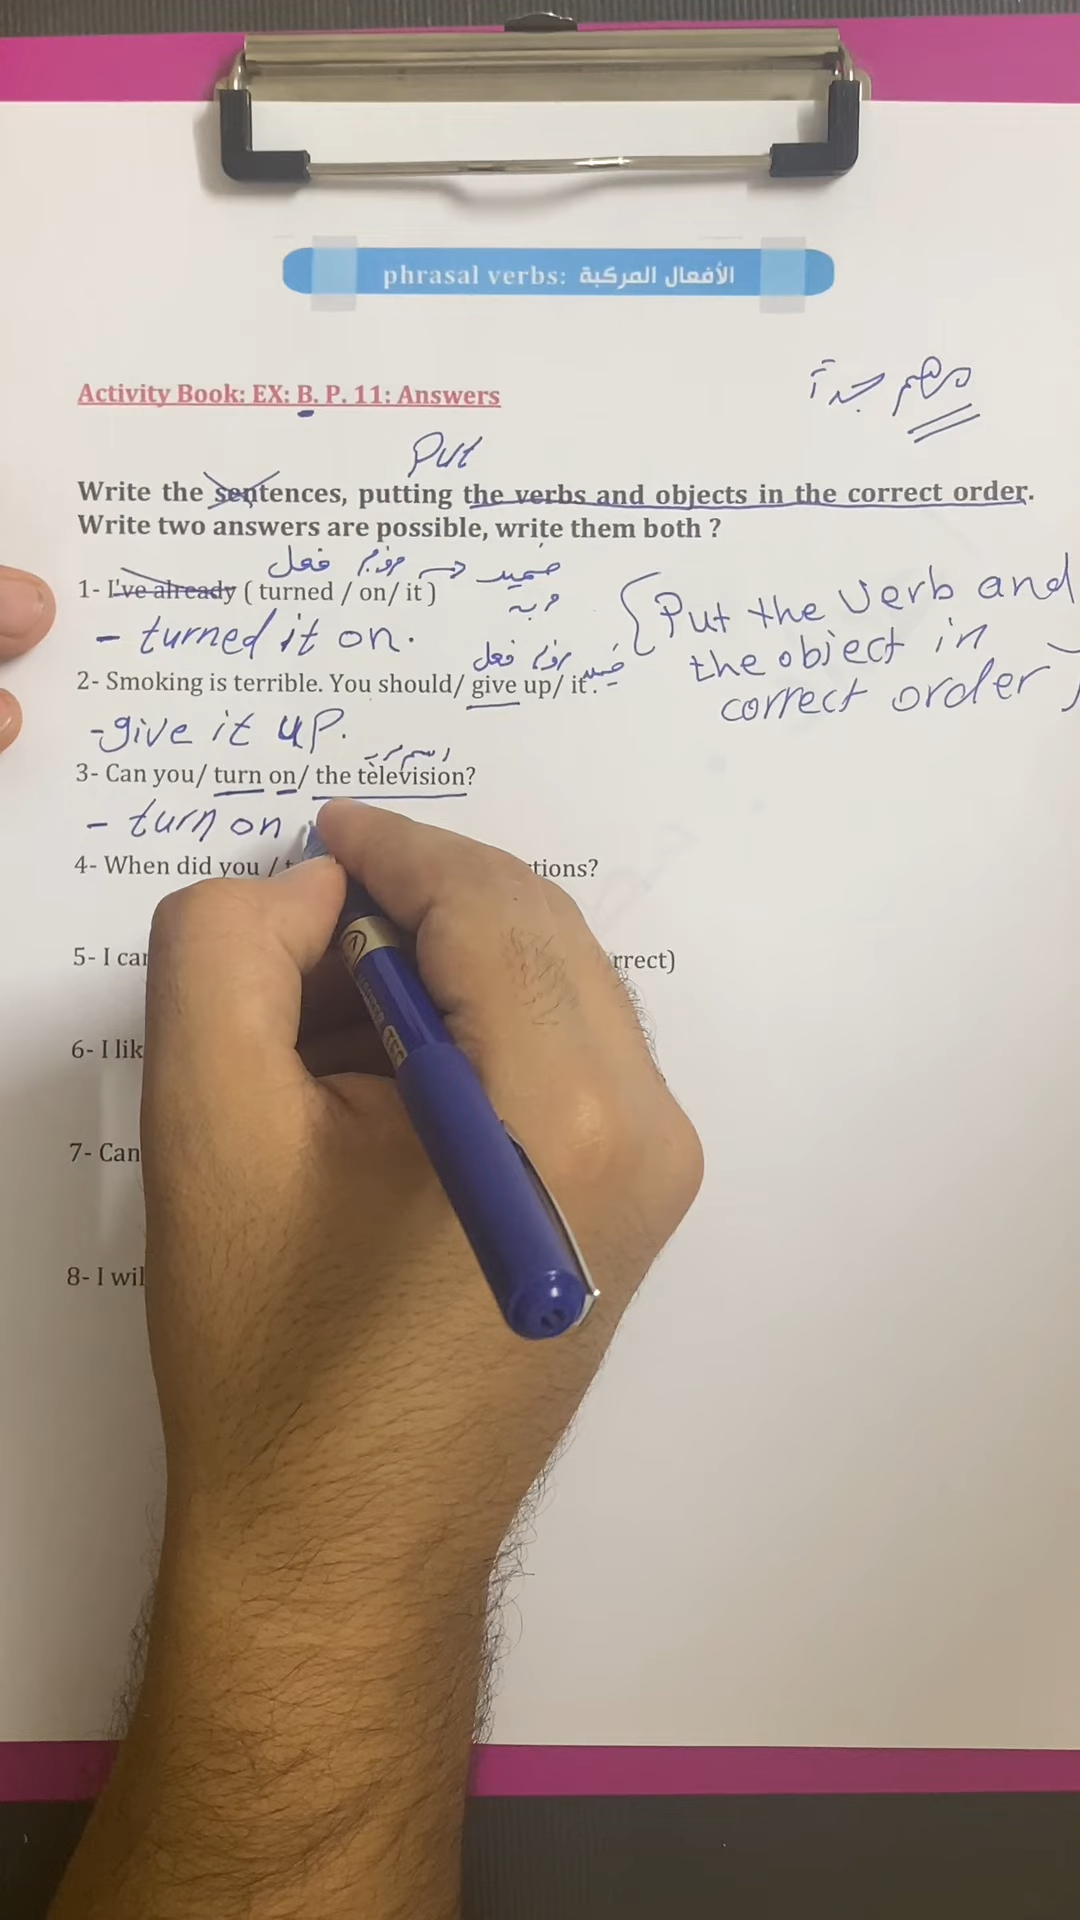 phrasal verbs: الأفعال المركبة
Activity Book: EX: B. P. 11: Answers
مهم جداً
Put
Write the sentences, putting the verbs and objects in the correct order.
Write two answers are possible, write them both ?
ضمير → فعل
1- I've already ( turned / on/ it )
مفعول به
- turned it on.
{ Put the verb and
the object in
correct order
فعل ضمير
2- Smoking is terrible. You should/ give up/ it .
- give it up.
اسم
3- Can you/ turn on/ the television?
- turn on
4- When did you / tions?
5- I ca rrect)
6- I lik
7- Can
8- I wil